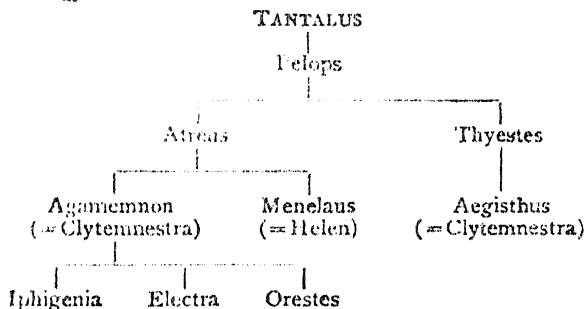 TANTALUS
Pelops
Atreus Thyestes
Agamemnon Menelaus Aegisthus
(=Clytemnestra) (=Helen) (=Clytemnestra)
Iphigenia Electra Orestes